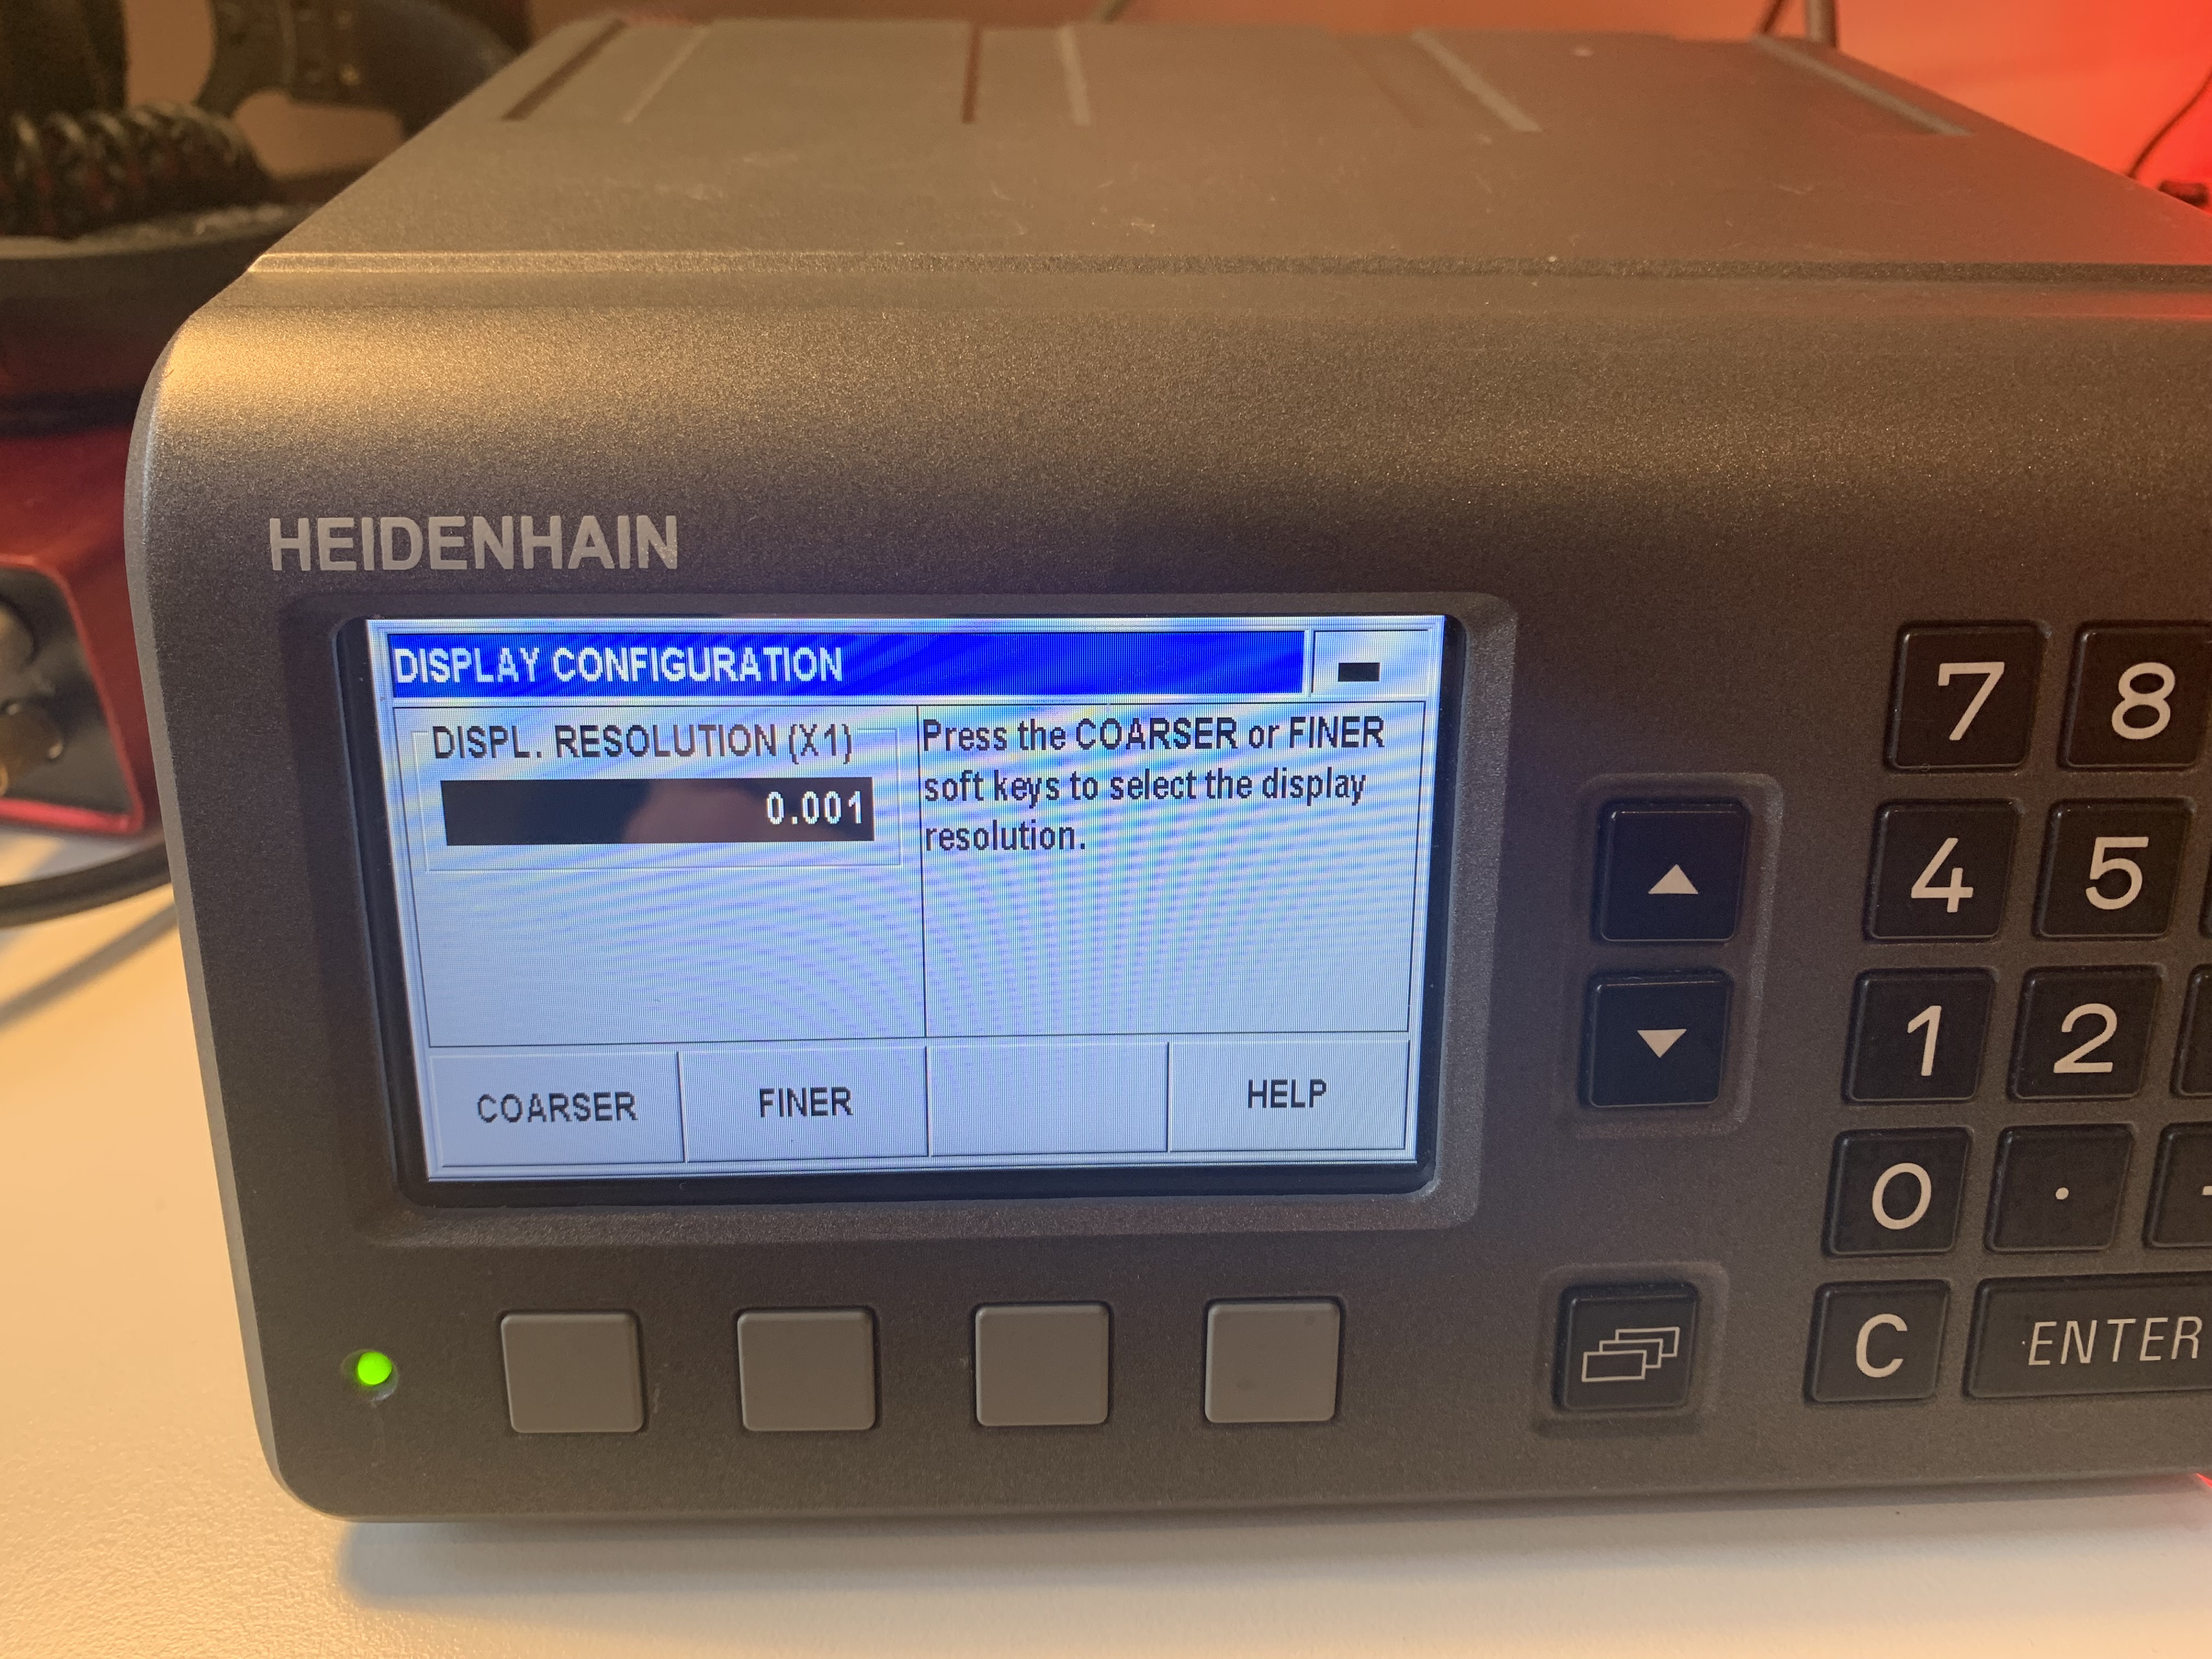 HEIDENHAIN
DISPLAY CONFIGURATION
DISPL. RESOLUTION (X1)
0.001
Press the COARSER or FINER
soft keys to select the display
resolution.
COARSER FINER HELP
7 8
4 5
1 2
0 .
C ENTER